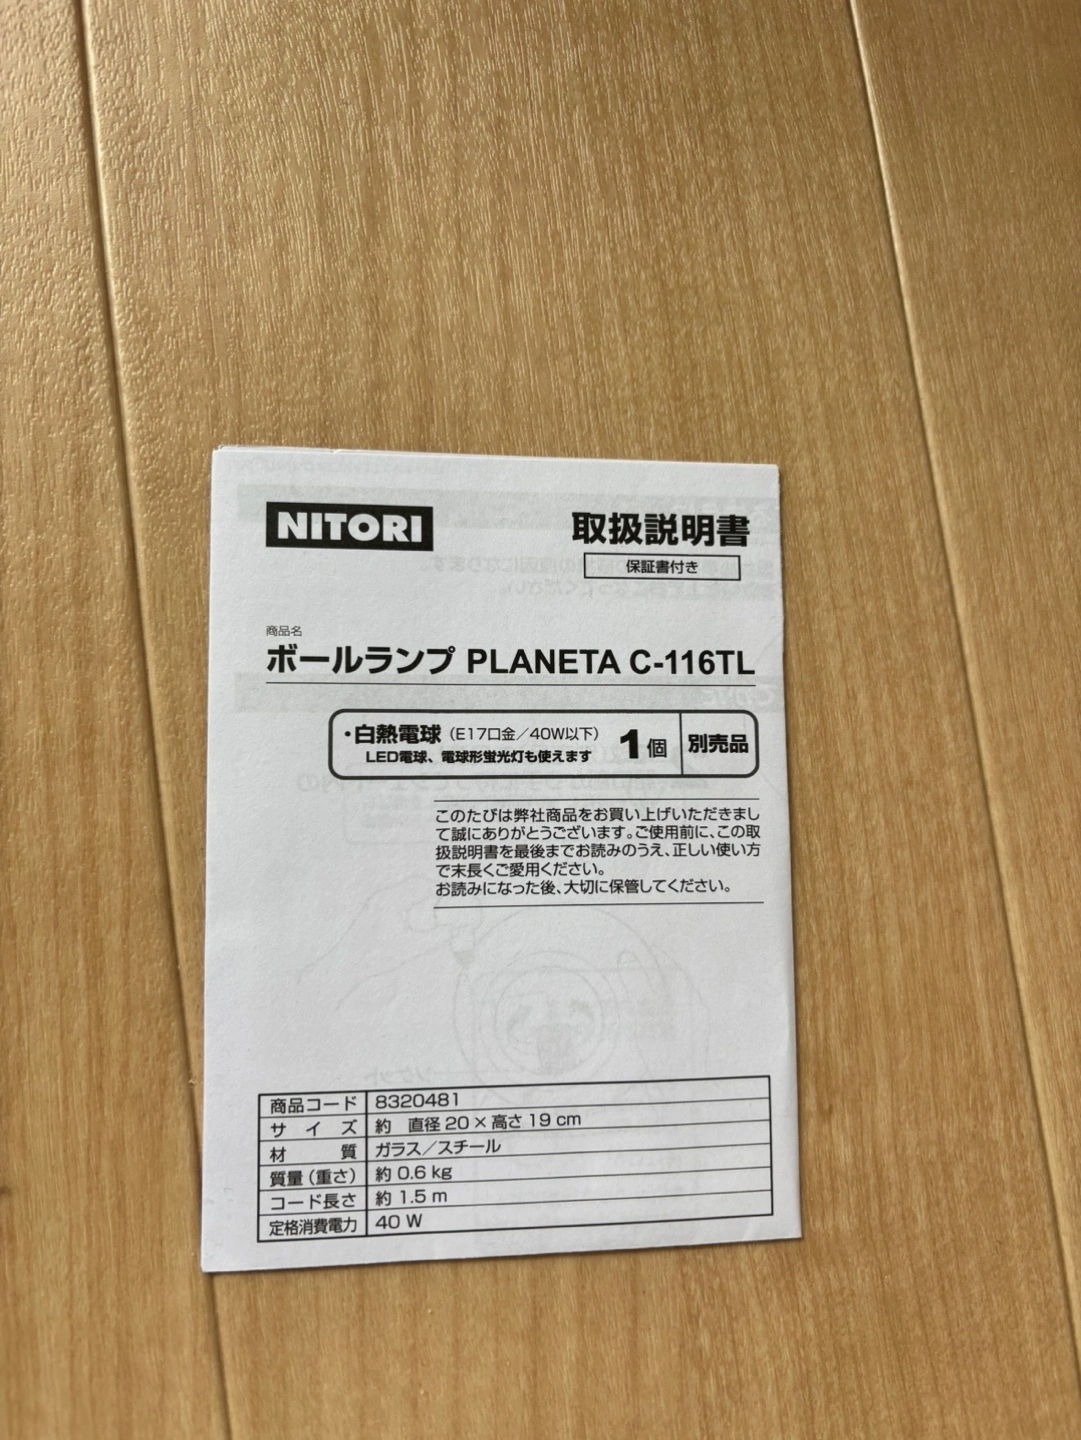 NITORI
取扱説明書
保証書付き
商品名
ボールランプ PLANETA C-116TL
・白熱電球（E17口金／40W以下） 1個 別売品
LED電球、電球形蛍光灯も使えます
このたびは弊社商品をお買い上げいただきまし
て誠にありがとうございます。ご使用前に、この取
扱説明書を最後までお読みのうえ、正しい使い方
で末長くご愛用ください。
お読みになった後、大切に保管してください。
商品コード 8320481
サイズ 約 直径20×高さ19cm
材質 ガラス／スチール
質量（重さ） 約0.6kg
コード長さ 約1.5m
定格消費電力 40W